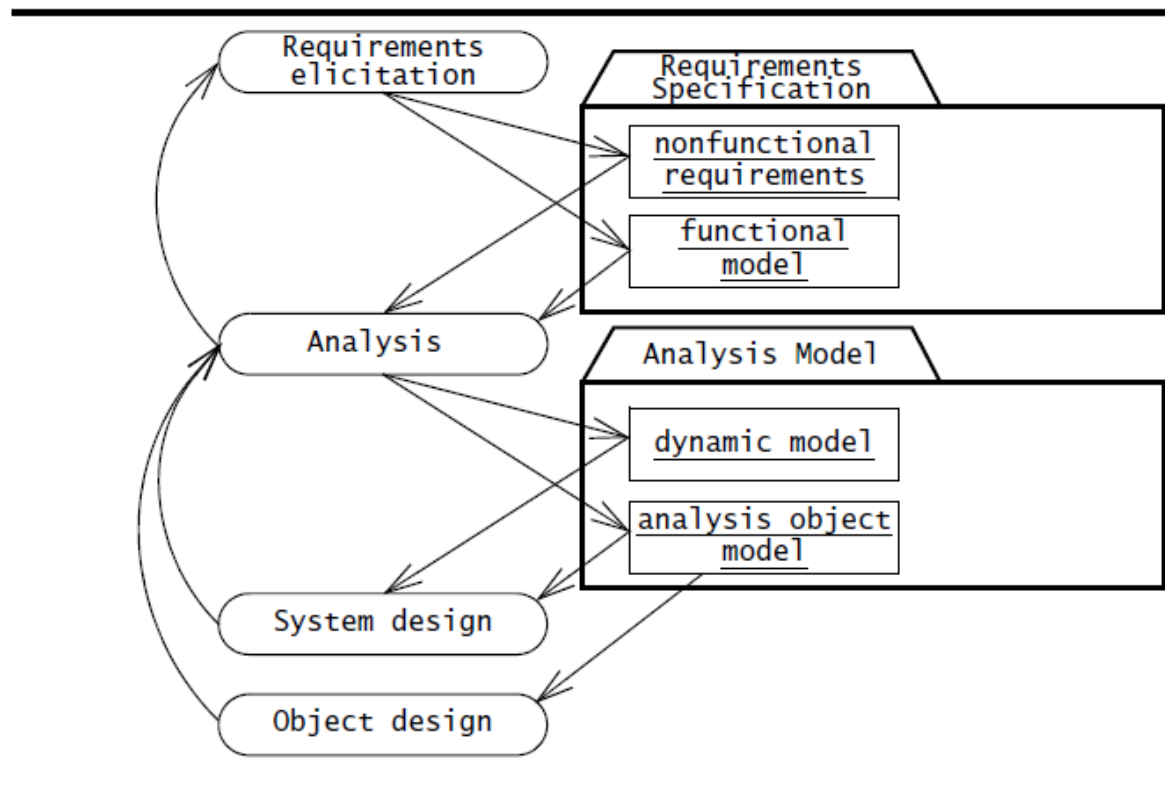 Requirements
elicitation
Requirements
Specification
nonfunctional
requirements
functional
model
Analysis
Analysis Model
dynamic model
analysis object
model
System design
Object design